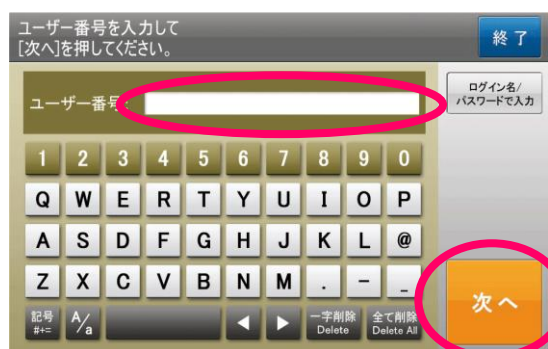 ユーザー番号を入力して
[次へ]を押してください。
終了
ユーザー番号:
ログイン名/
パスワードで入力
1 2 3 4 5 6 7 8 9 0
Q W E R T Y U I O P
A S D F G H J K L @
Z X C V B N M . - _
記号
#+=
A/a
◀ ▶
一字削除
Delete
全て削除
Delete All
次へ